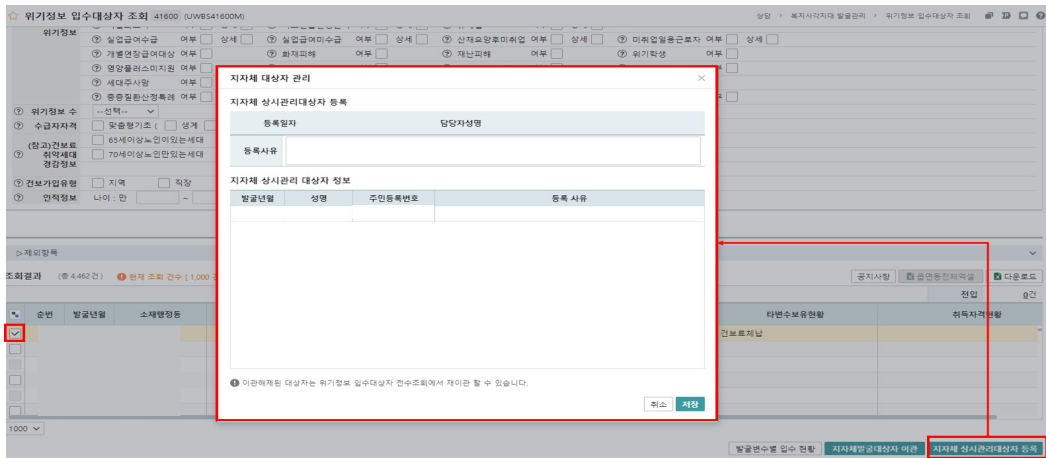 위기정보 입수대상자 조회 41600 (UWBS41600M)
상담 > 복지사각지대 발굴관리 > 위기정보 입수대상자 조회
위기정보
실업급여수급 여부 상세 실업급여미수급 여부 상세 산재요양후미취업 여부 상세 미취업일용근로자 여부 상세
개별연장급여대상 여부 화재피해 여부 재난피해 여부 위기학생 여부
영양플러스미지원 여부
세대주사망 여부
중증질환산정특례 여부
위기정보 수 --선택--
수급자자격 맞춤형기초 ( 생계
(참고)건보료 취약세대 경감정보
65세이상노인이있는세대
70세이상노인만있는세대
건보가입유형 지역 직장
인적정보 나이 : 만 ~
지자체 대상자 관리
지자체 상시관리대상자 등록
등록일자 담당자성명
등록사유
지자체 상시관리 대상자 정보
발굴년월 성명 주민등록번호 등록 사유
이관해제된 대상자는 위기정보 입수대상자 전수조회에서 재이관 할 수 있습니다.
취소 저장
▷제외항목
조회결과 (총 4,462 건) 현재 조회 건수 [ 1,000
공지사항 읍면동전체엑셀 다운로드
전입 0건
순번 발굴년월 소재행정동 타변수보유현황 취득자격현황
건보료체납
1000
발굴변수별 입수 현황 지자체발굴대상자 이관 지자체 상시관리대상자 등록